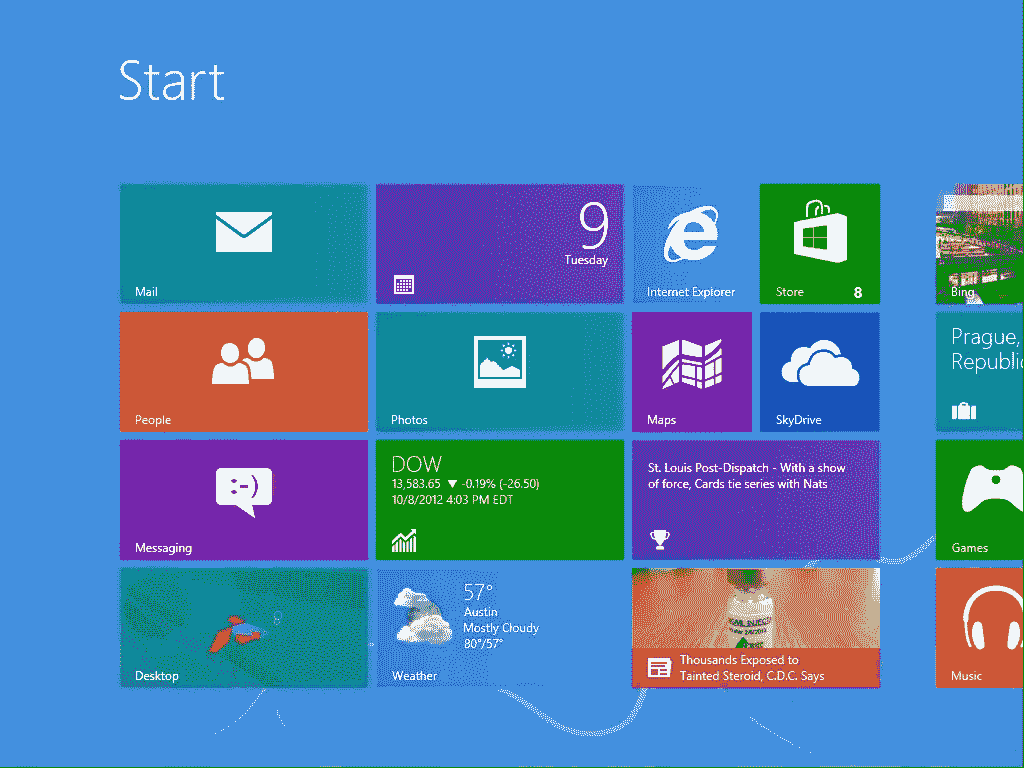 Start
Mail
9
Tuesday
Internet Explorer
Store
8
Bing
People
Photos
Maps
SkyDrive
Prague,
Republic
Messaging
DOW
13,583.65 ▼ -0.19% (-26.50)
10/8/2012 4:03 PM EDT
St. Louis Post-Dispatch - With a show
of force, Cards tie series with Nats
Games
Desktop
57°
Austin
Mostly Cloudy
80°/57°
Weather
Thousands Exposed to
Tainted Steroid, C.D.C. Says
Music